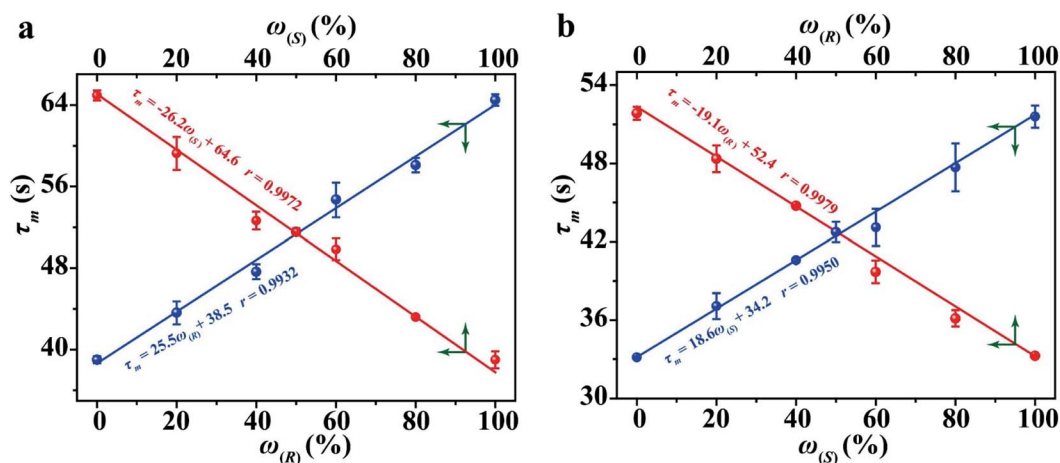 a
ω(S) (%)
0 20 40 60 80 100
64
56
48
40
τm (s)
τm = -26.2ω(S) + 64.6 r = 0.9972
τm = 25.5ω(R) + 38.5 r = 0.9932
0 20 40 60 80 100
ω(R) (%)
b
ω(R) (%)
0 20 40 60 80 100
54
48
42
36
30
τm (s)
τm = -19.1ω(R) + 52.4 r = 0.9979
τm = 18.6ω(S) + 34.2 r = 0.9950
0 20 40 60 80 100
ω(S) (%)